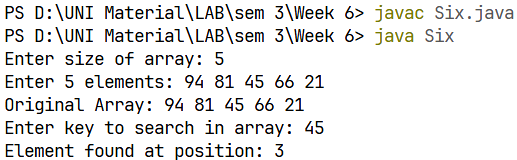 PS D:\UNI Material\LAB\sem 3\Week 6> javac Six.java
PS D:\UNI Material\LAB\sem 3\Week 6> java Six
Enter size of array: 5
Enter 5 elements: 94 81 45 66 21
Original Array: 94 81 45 66 21
Enter key to search in array: 45
Element found at position: 3